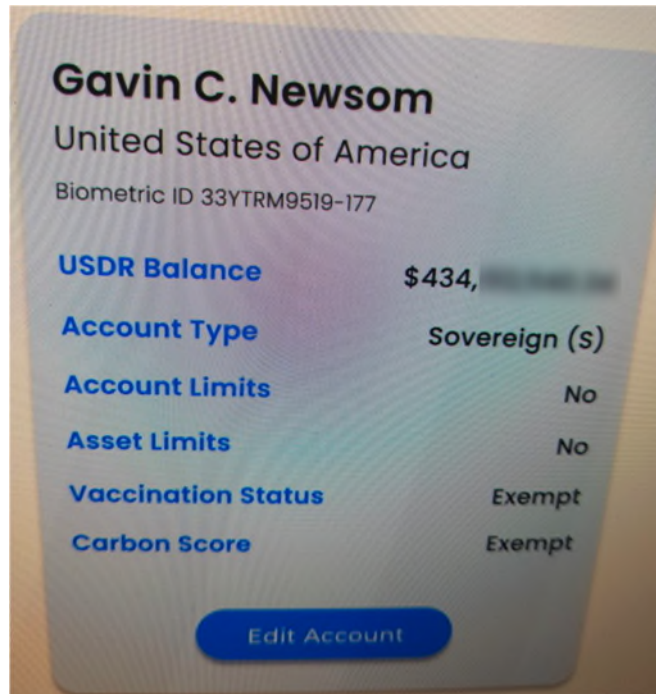 Gavin C. Newsom
United States of America
Biometric ID 33YTRM9519-177
USDR Balance $434,
Account Type Sovereign (S)
Account Limits No
Asset Limits No
Vaccination Status Exempt
Carbon Score Exempt
Edit Account